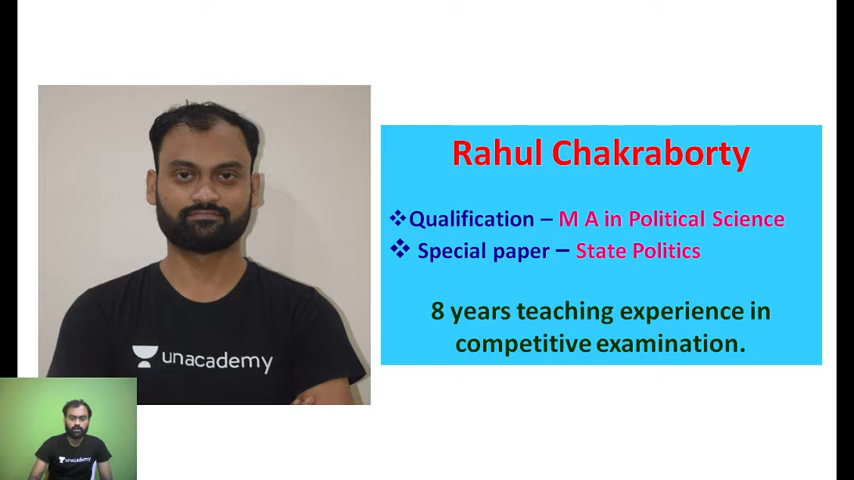 Rahul Chakraborty
❖Qualification – M A in Political Science
❖ Special paper – State Politics
8 years teaching experience in
competitive examination.
unacademy
unacademy